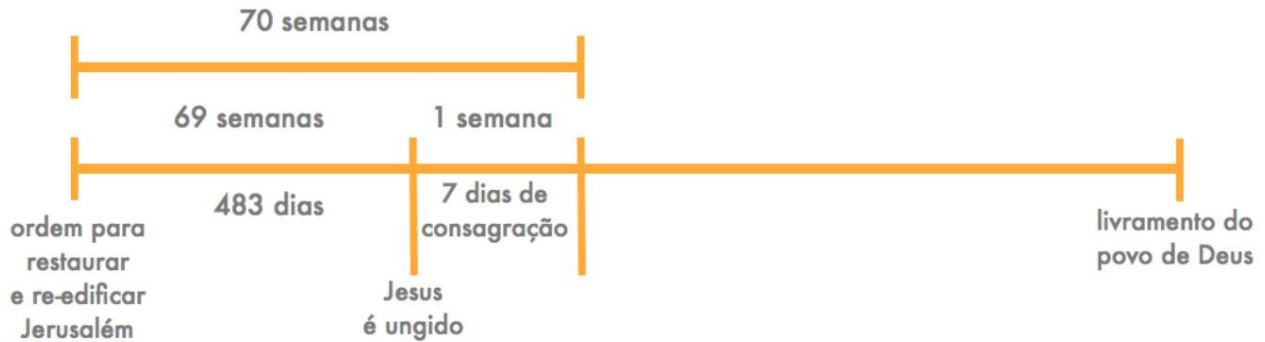 70 semanas
69 semanas
1 semana
483 dias
7 dias de
consagração
ordem para
restaurar
e re-edificar
Jerusalém
Jesus
é ungido
livramento do
povo de Deus